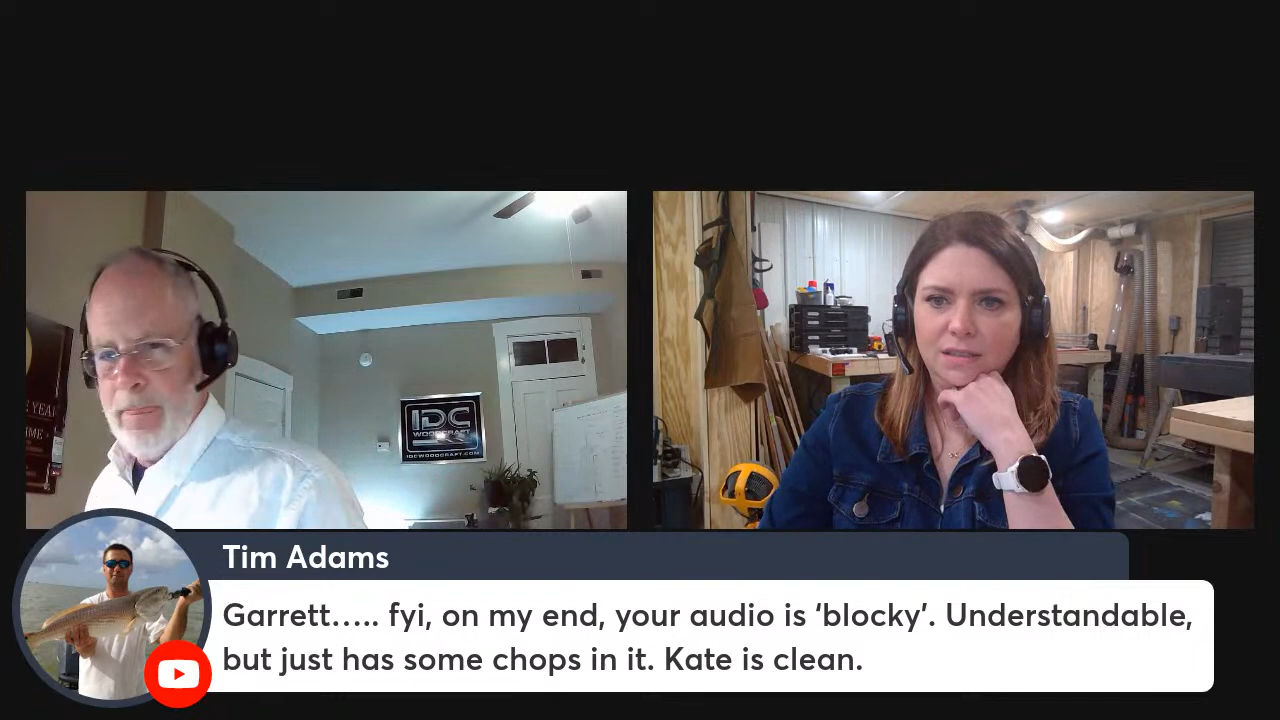 E YEAR
IDC
WOODCRAFT
IDCWOODCRAFT.COM
Tim Adams
Garrett….. fyi, on my end, your audio is ‘blocky’. Understandable,
but just has some chops in it. Kate is clean.